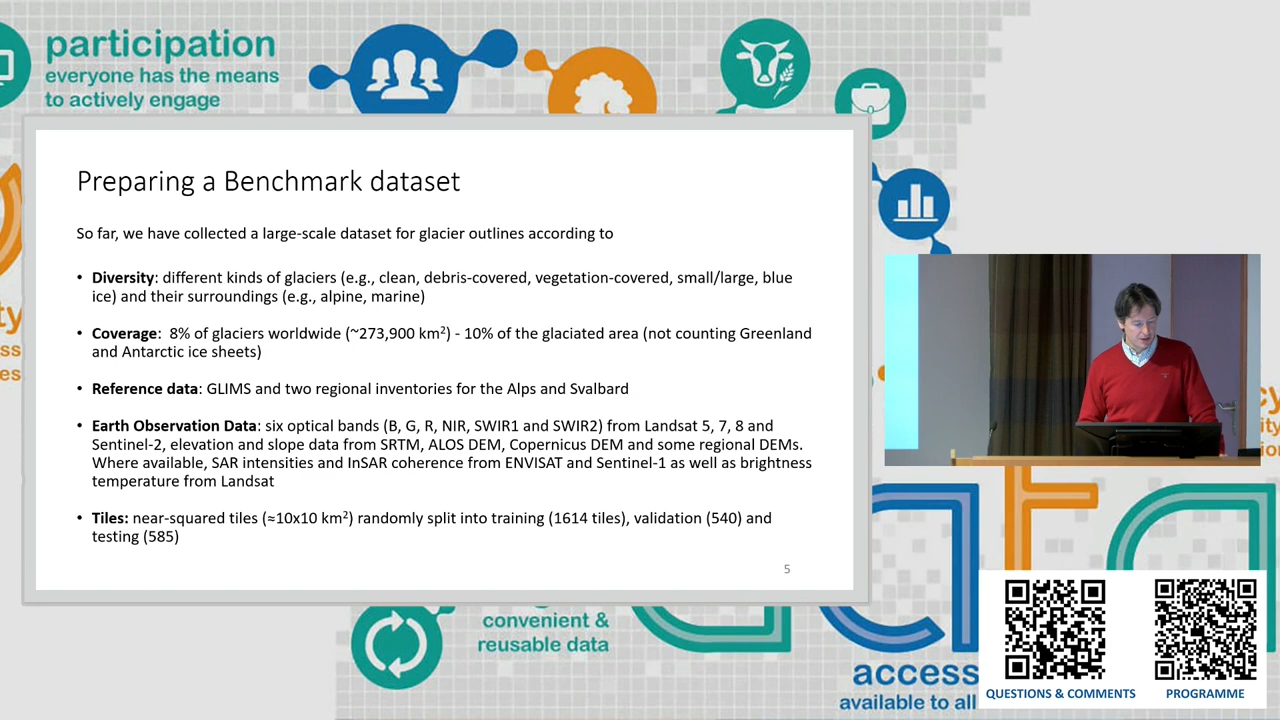 participation
everyone has the means
to actively engage
Preparing a Benchmark dataset
So far, we have collected a large-scale dataset for glacier outlines according to
• Diversity: different kinds of glaciers (e.g., clean, debris-covered, vegetation-covered, small/large, blue
ice) and their surroundings (e.g., alpine, marine)
• Coverage: 8% of glaciers worldwide (~273,900 km²) - 10% of the glaciated area (not counting Greenland
and Antarctic ice sheets)
• Reference data: GLIMS and two regional inventories for the Alps and Svalbard
• Earth Observation Data: six optical bands (B, G, R, NIR, SWIR1 and SWIR2) from Landsat 5, 7, 8 and
Sentinel-2, elevation and slope data from SRTM, ALOS DEM, Copernicus DEM and some regional DEMs.
Where available, SAR intensities and InSAR coherence from ENVISAT and Sentinel-1 as well as brightness
temperature from Landsat
• Tiles: near-squared tiles (≈10x10 km²) randomly split into training (1614 tiles), validation (540) and
testing (585)
5
convenient &
reusable data
access
available to all
QUESTIONS & COMMENTS
PROGRAMME